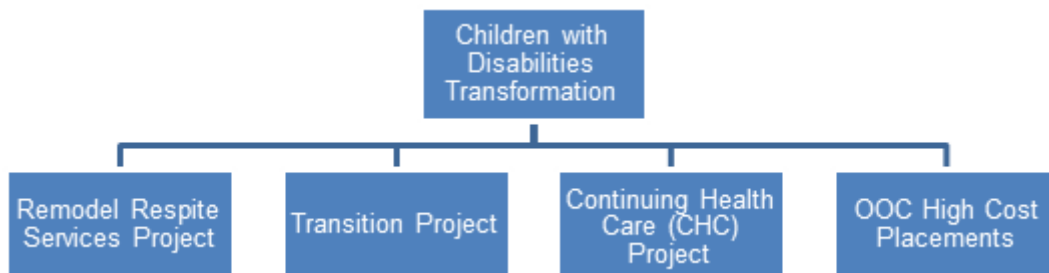 Children with
Disabilities
Transformation
Remodel Respite
Services Project
Transition Project
Continuing Health
Care (CHC)
Project
OOC High Cost
Placements